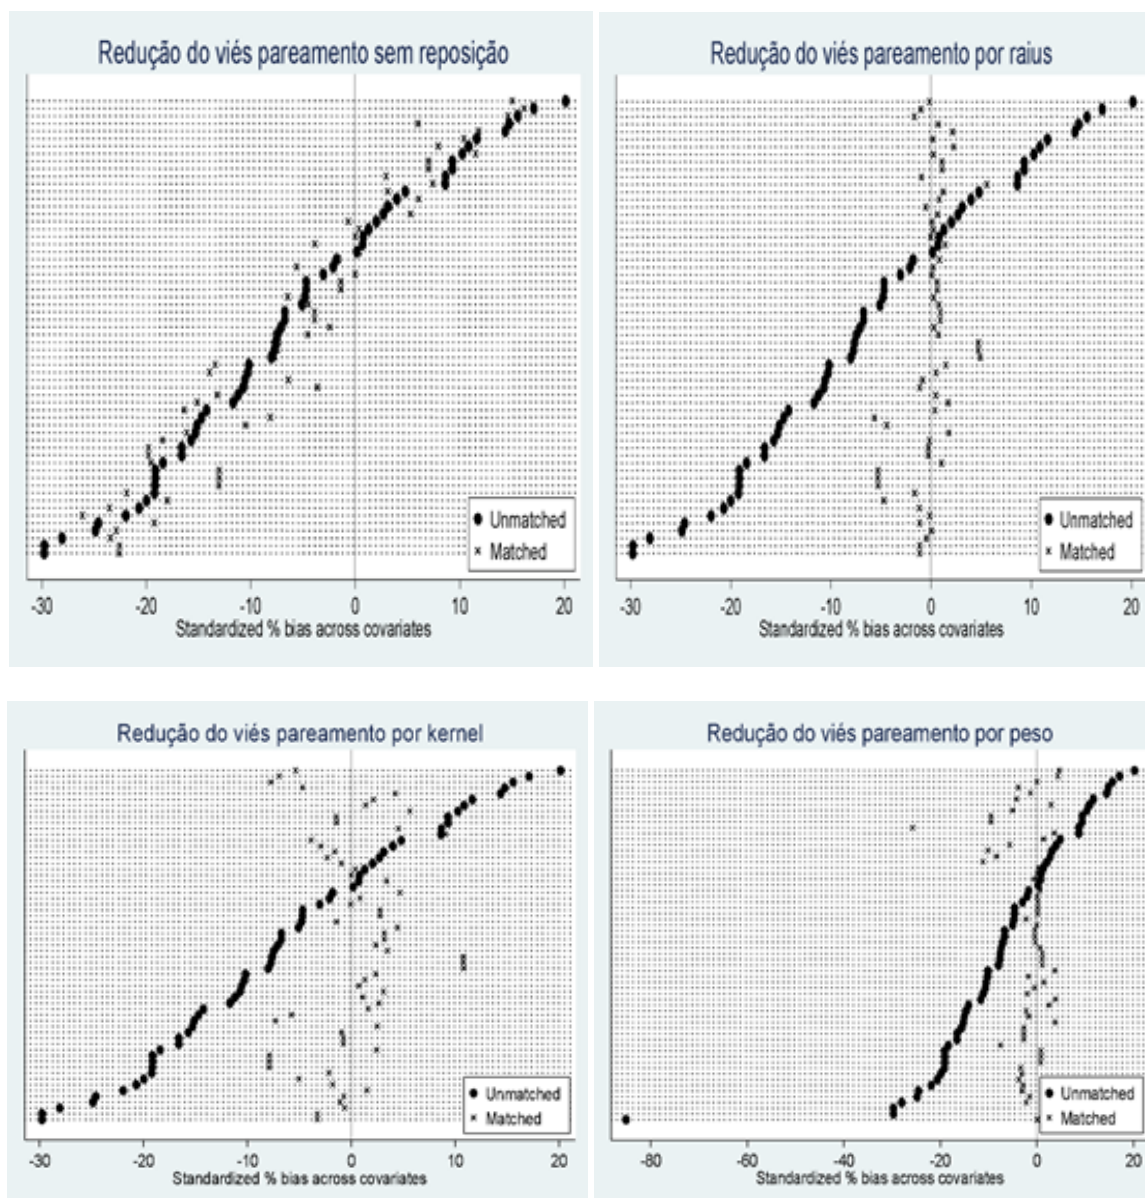 Redução do viés pareamento sem reposição
Unmatched
Matched
-30 -20 -10 0 10 20
Standardized % bias across covariates
Redução do viés pareamento por raius
Unmatched
Matched
-30 -20 -10 0 10 20
Standardized % bias across covariates
Redução do viés pareamento por kernel
Unmatched
Matched
-30 -20 -10 0 10 20
Standardized % bias across covariates
Redução do viés pareamento por peso
Unmatched
Matched
-80 -60 -40 -20 0 20
Standardized % bias across covariates